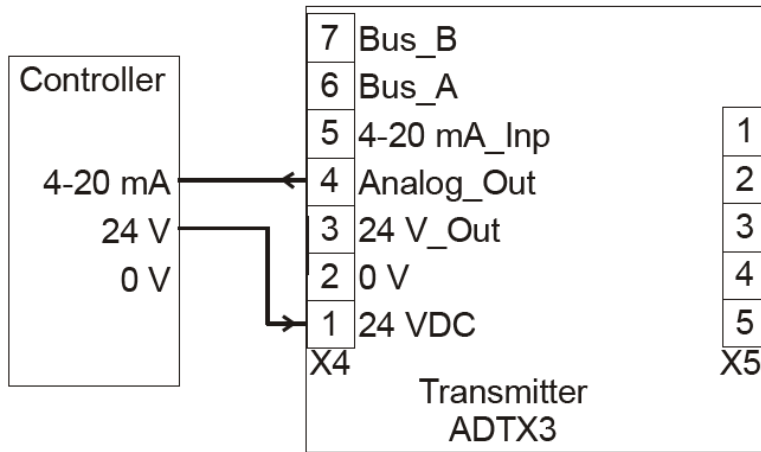 Controller
4-20 mA
24 V
0 V
7 Bus_B
6 Bus_A
5 4-20 mA_Inp
4 Analog_Out
3 24 V_Out
2 0 V
1 24 VDC
X4
1
2
3
4
5
X5
Transmitter
ADTX3